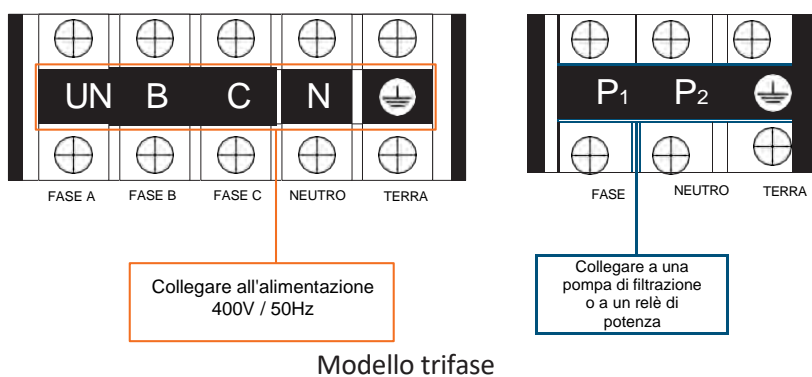 UN B C N
P1 P2
FASE A FASE B FASE C NEUTRO TERRA
FASE NEUTRO TERRA
Collegare all'alimentazione
400V / 50Hz
Collegare a una
pompa di filtrazione
o a un relè di
potenza
Modello trifase